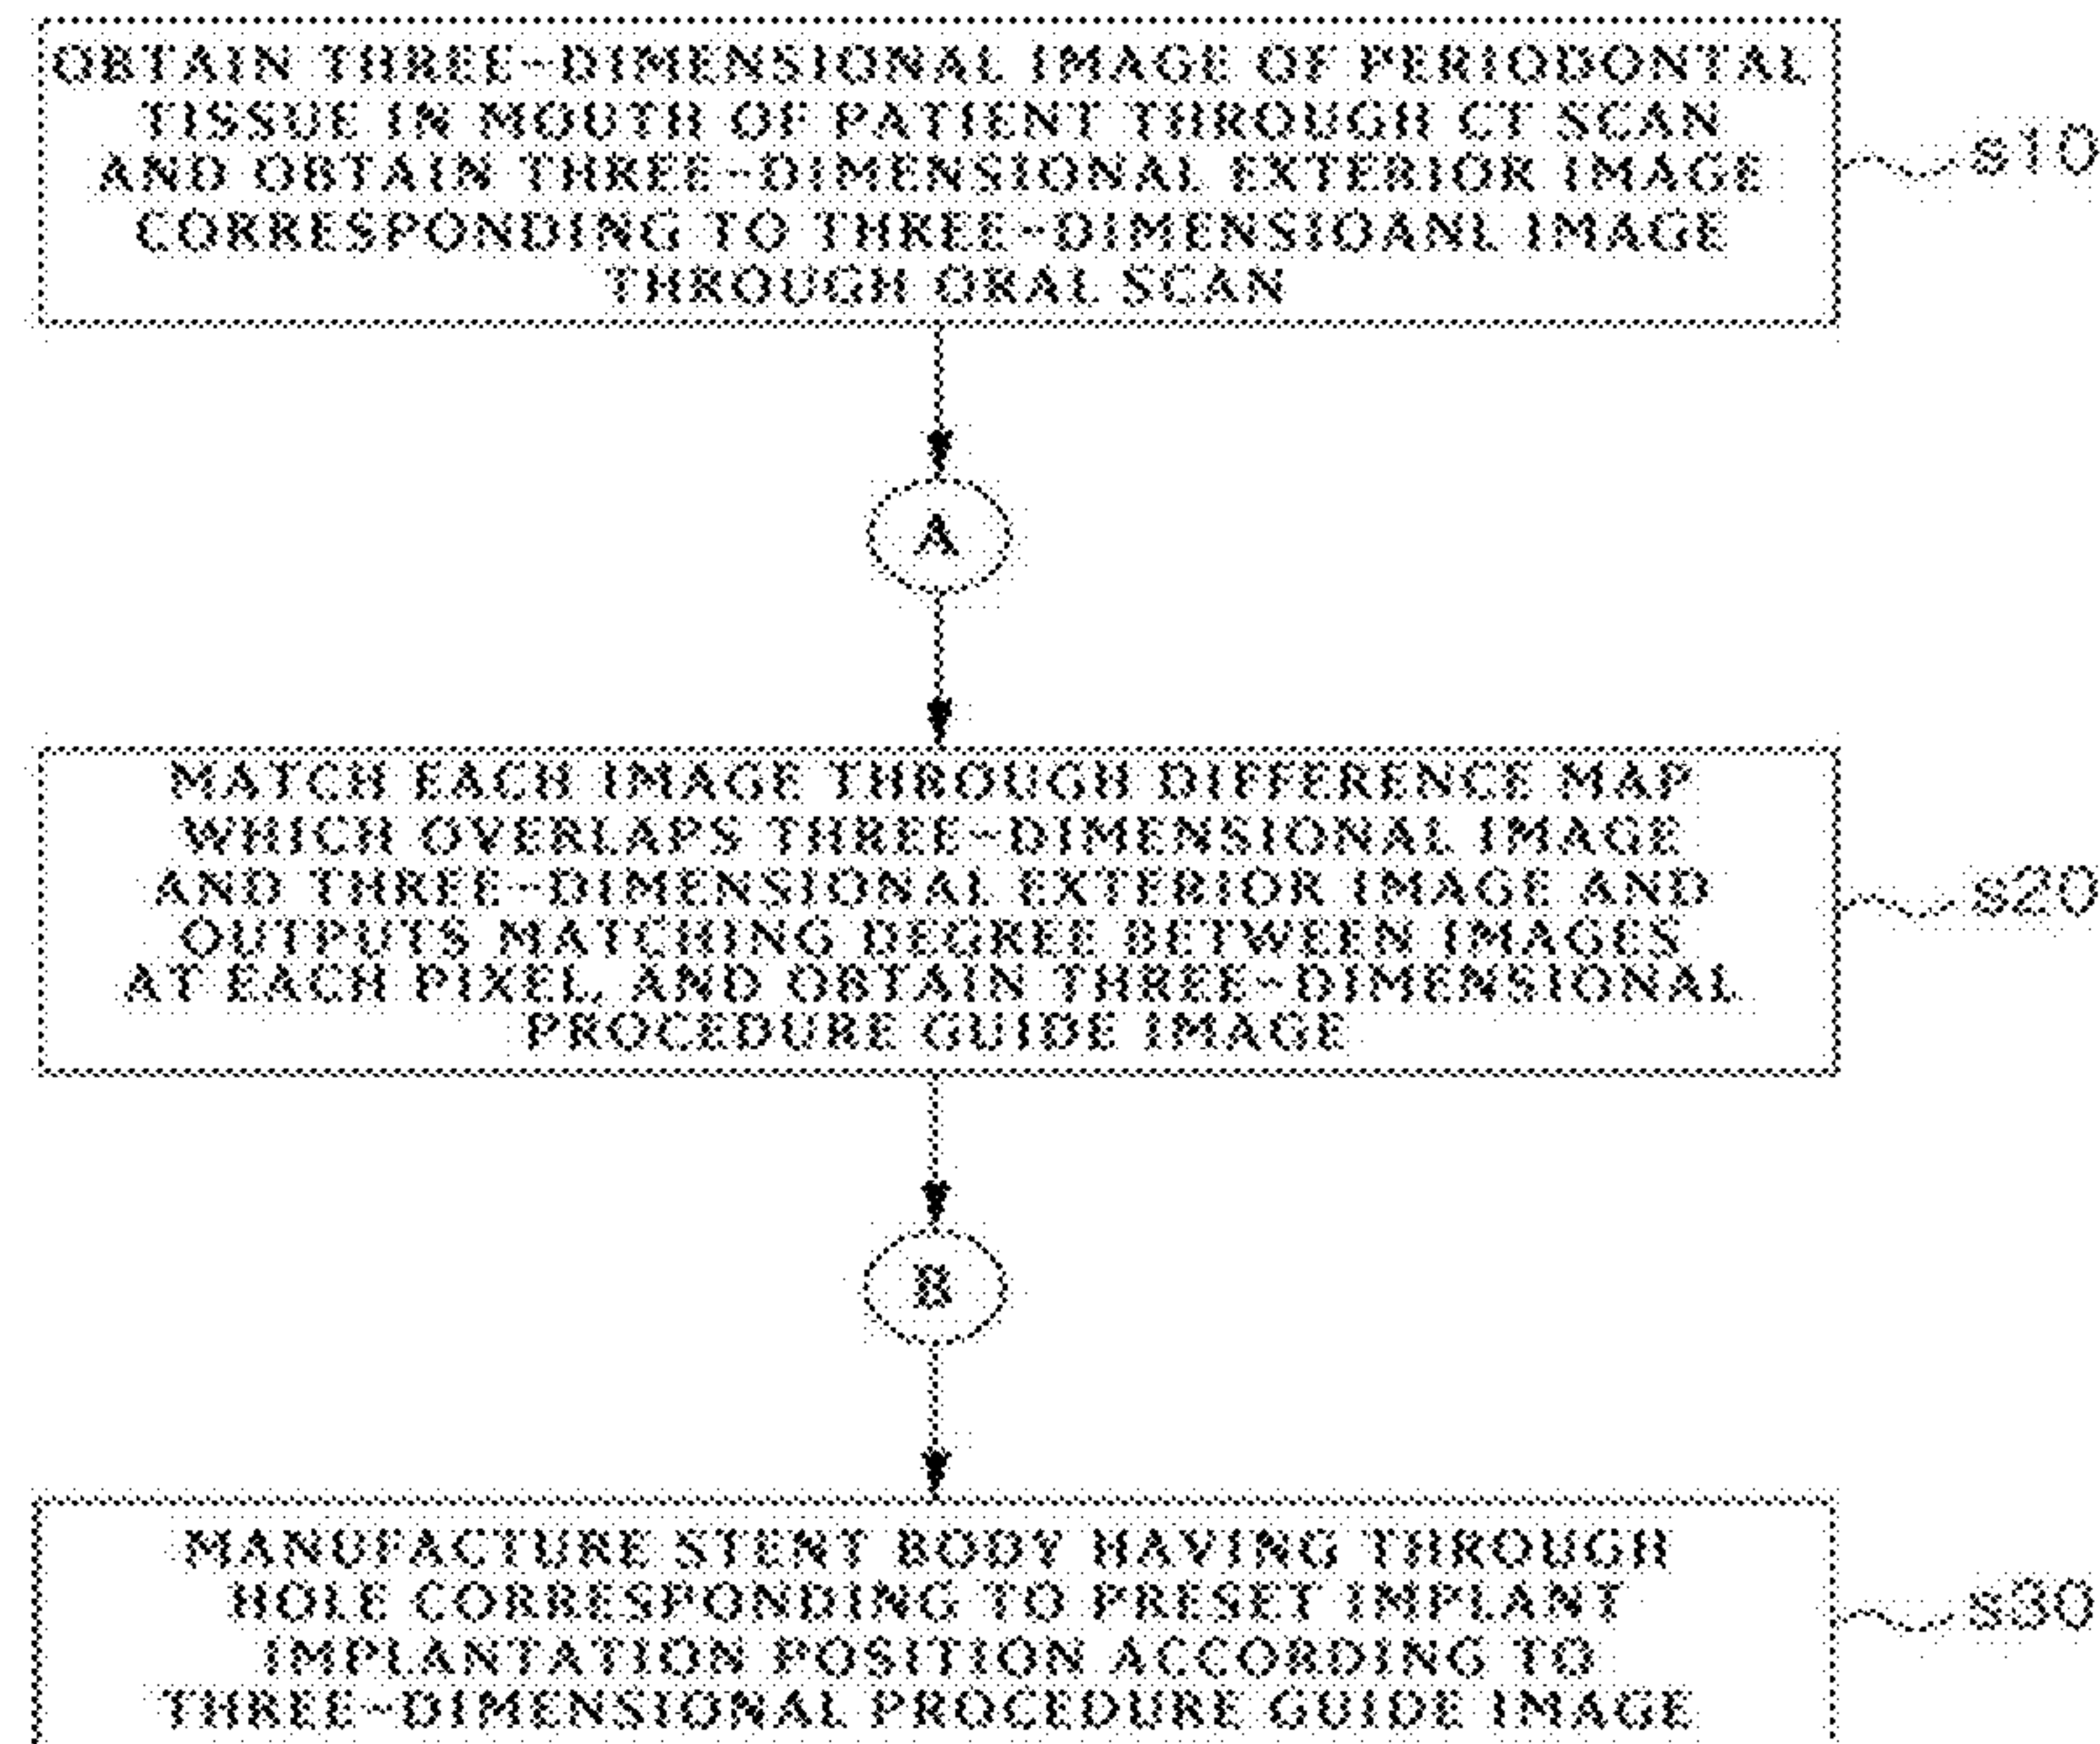 OBTAIN THREE-DIMENSIONAL IMAGE OF PERIODONTAL
TISSUE IN MOUTH OF PATIENT THROUGH CT SCAN
AND OBTAIN THREE-DIMENSIONAL EXTERIOR IMAGE
CORRESPONDING TO THREE-DIMENSIOANL IMAGE
THROUGH ORAL SCAN
s10
A
MATCH EACH IMAGE THROUGH DIFFERENCE MAP
WHICH OVERLAPS THREE-DIMENSIONAL IMAGE
AND THREE-DIMENSIONAL EXTERIOR IMAGE AND
OUTPUTS MATCHING DEGREE BETWEEN IMAGES
AT EACH PIXEL, AND OBTAIN THREE-DIMENSIONAL
PROCEDURE GUIDE IMAGE
s20
B
MANUFACTURE STENT BODY HAVING THROUGH
HOLE CORRESPONDING TO PRESET IMPLANT
IMPLANTATION POSITION ACCORDING TO
THREE-DIMENSIONAL PROCEDURE GUIDE IMAGE
s30